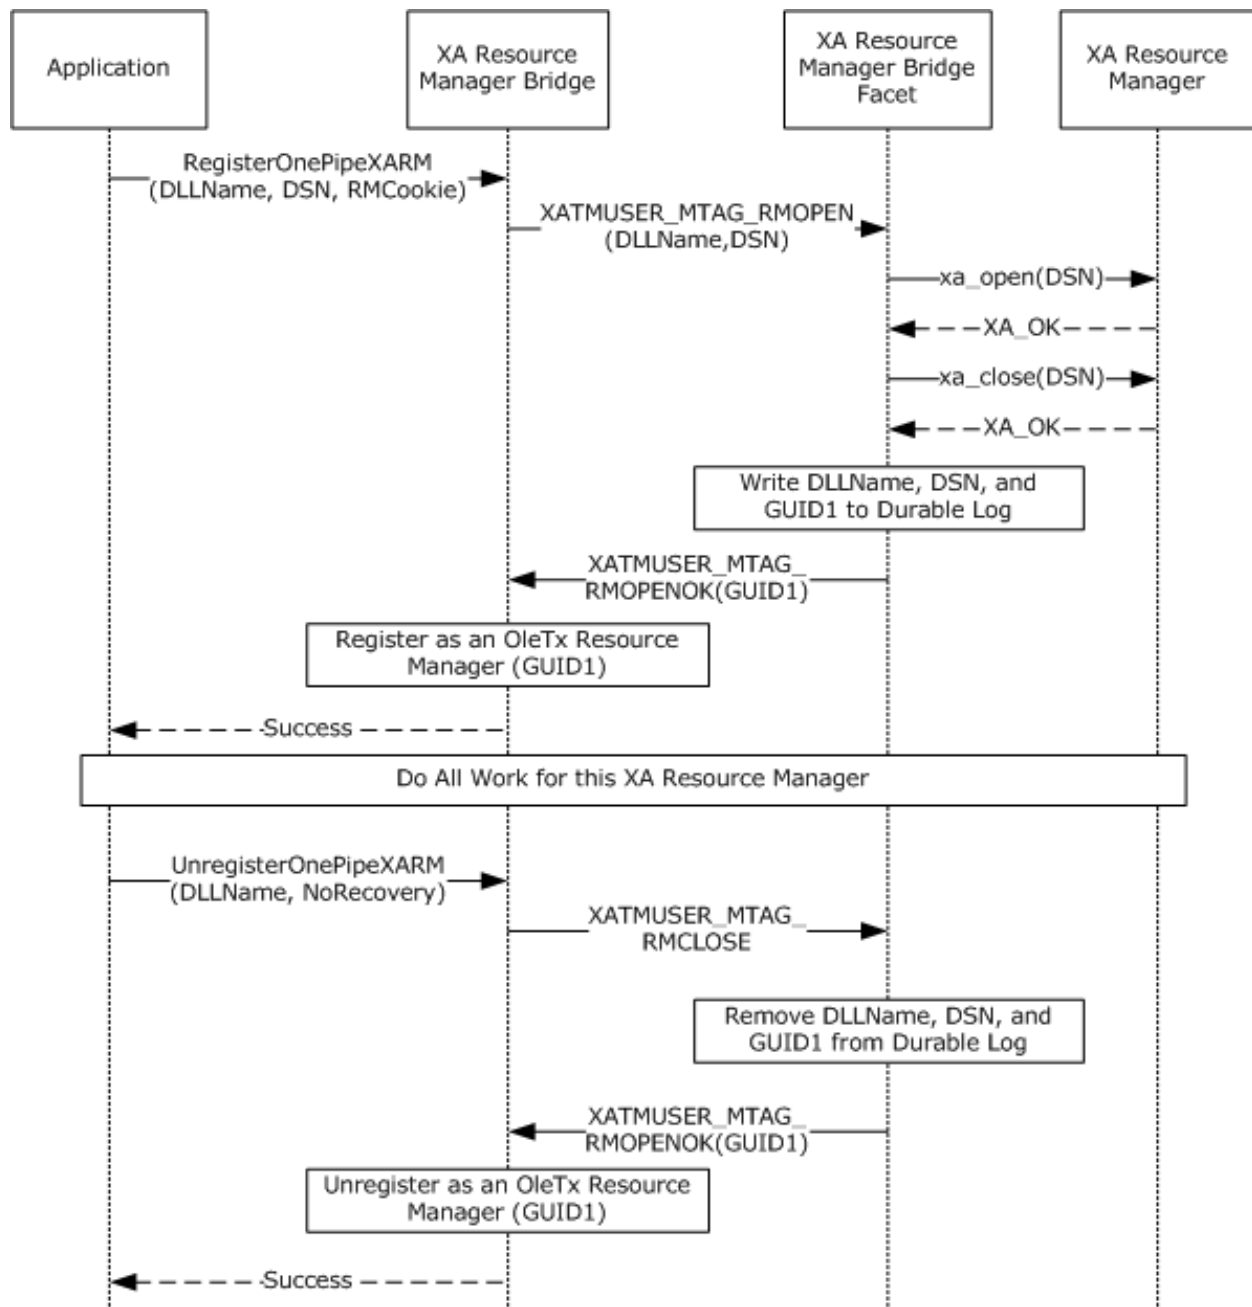 Application
XA Resource
Manager Bridge
XA Resource
Manager Bridge
Facet
XA Resource
Manager
RegisterOnePipeXARM
(DLLName, DSN, RMCookie)
XATMUSER_MTAG_RMOPEN
(DLLName,DSN)
xa_open(DSN)
XA_OK
xa_close(DSN)
XA_OK
Write DLLName, DSN, and
GUID1 to Durable Log
XATMUSER_MTAG_
RMOPENOK(GUID1)
Register as an OleTx Resource
Manager (GUID1)
Success
Do All Work for this XA Resource Manager
UnregisterOnePipeXARM
(DLLName, NoRecovery)
XATMUSER_MTAG_
RMCLOSE
Remove DLLName, DSN, and
GUID1 from Durable Log
XATMUSER_MTAG_
RMOPENOK(GUID1)
Unregister as an OleTx Resource
Manager (GUID1)
Success